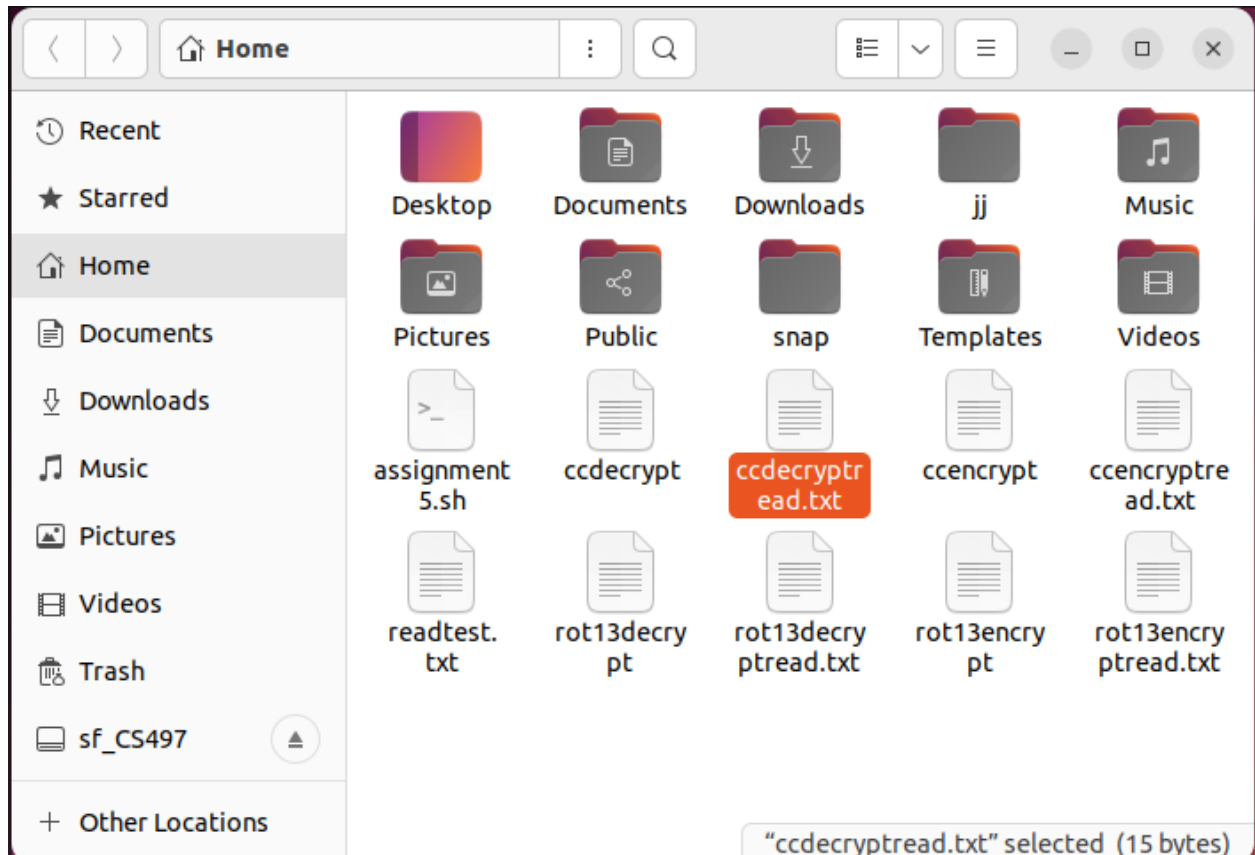 Home
Recent
Starred
Home
Documents
Downloads
Music
Pictures
Videos
Trash
sf_CS497
Other Locations
Desktop
Documents
Downloads
jj
Music
Pictures
Public
snap
Templates
Videos
>_
assignment
5.sh
ccdecrypt
ccdecryptr
ead.txt
ccencrypt
ccencryptre
ad.txt
readtest.
txt
rot13decry
pt
rot13decry
ptread.txt
rot13encry
pt
rot13encry
ptread.txt
“ccdecryptread.txt” selected (15 bytes)